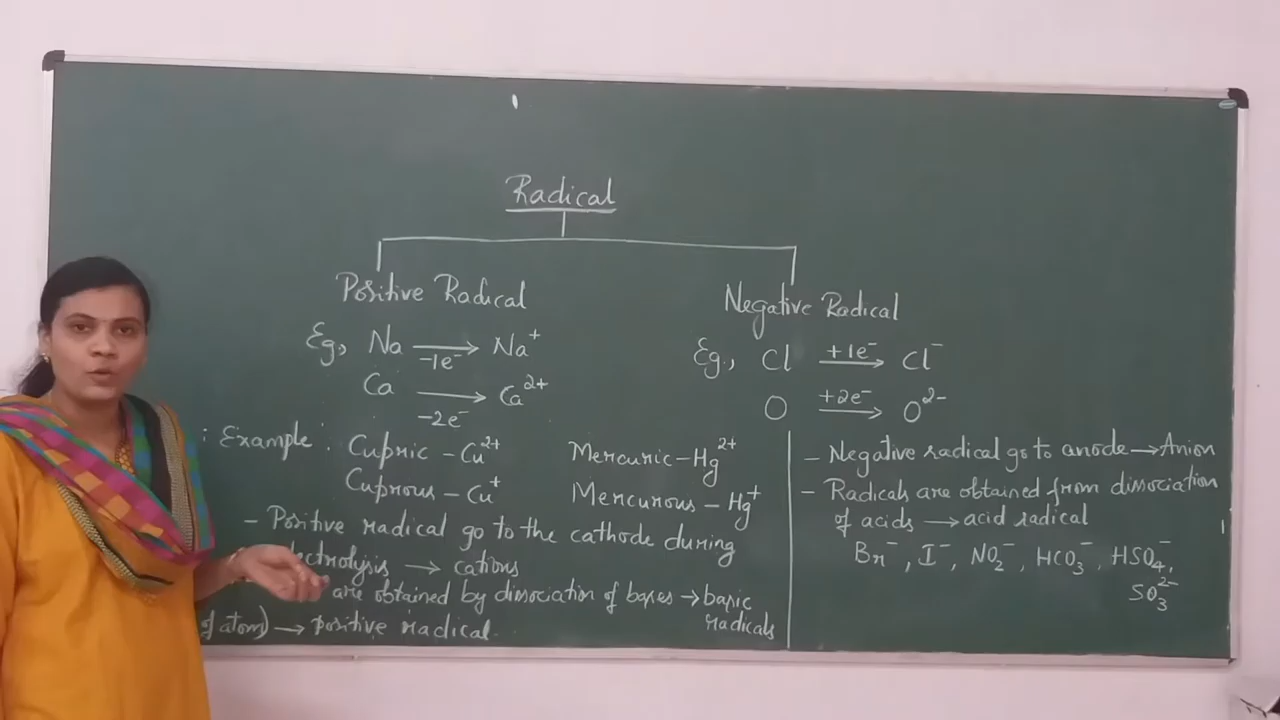 Radical
Positive Radical
Eg, Na —-1e⁻→ Na⁺
Ca —-2e⁻→ Ca²⁺
: Example : Cupric - Cu²⁺
Cuprous - Cu⁺
Mercuric - Hg²⁺
Mercurous - Hg⁺
- Positive radical go to the cathode during
lectrolysis → cations
are obtained by dissociation of bases → basic
radicals
of atom) → positive radical.
Negative Radical
Eg., Cl —+1e⁻→ Cl⁻
O —+2e⁻→ O²⁻
- Negative radical go to anode → Anion
- Radicals are obtained from dissociation
of acids → acid radical
Br⁻, I⁻, NO₂⁻, HCO₃⁻, HSO₄⁻,
SO₃²⁻